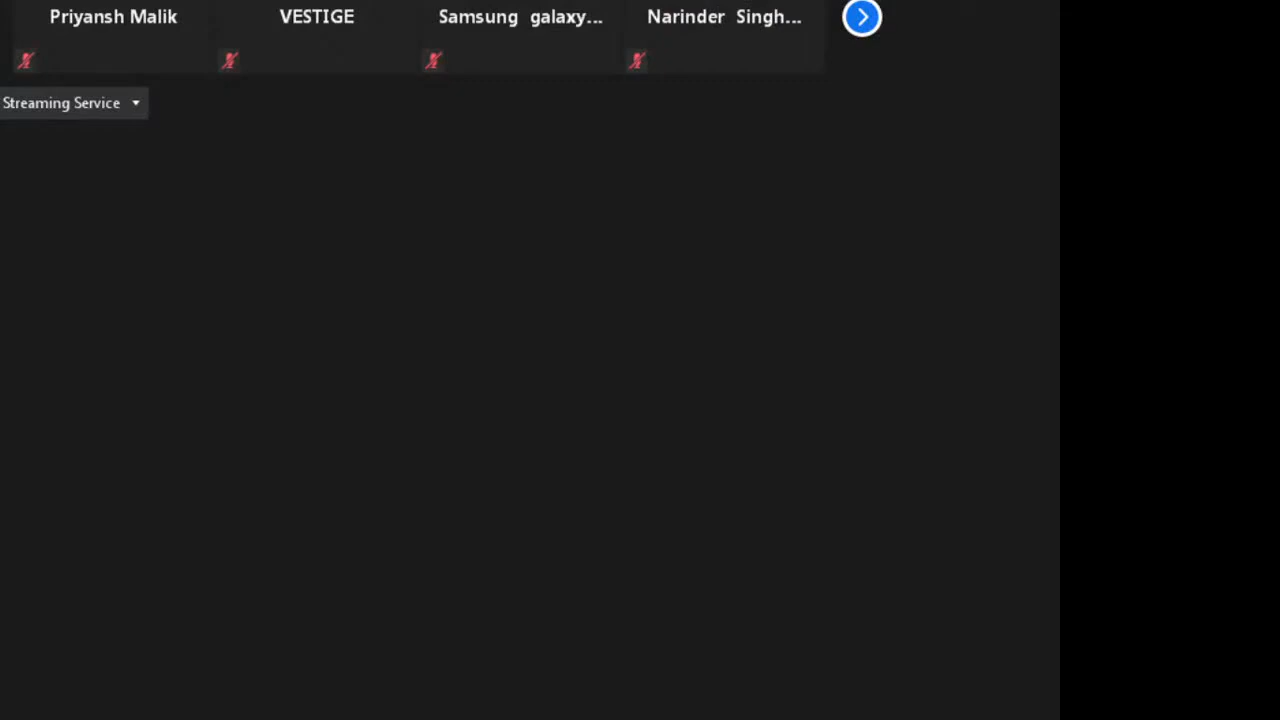 Priyansh Malik
VESTIGE
Samsung galaxy...
Narinder Singh...
Streaming Service